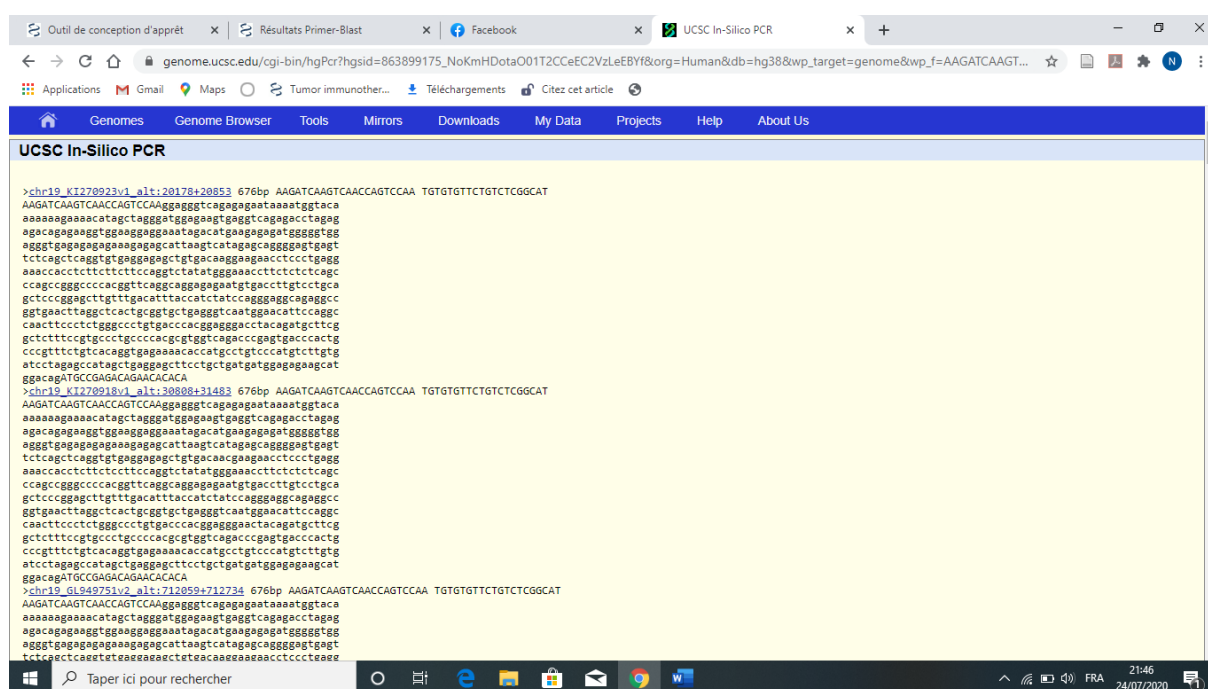 Outil de conception d'apprêt
Résultats Primer-Blast
Facebook
UCSC In-Silico PCR
genome.ucsc.edu/cgi-bin/hgPcr?hgsid=863899175_NoKmHDotaO01T2CCeEC2VzLeEBYf&org=Human&db=hg38&wp_target=genome&wp_f=AAGATCAAGT...
N
Applications Gmail Maps Tumor immunother... Téléchargements Citez cet article
Genomes Genome Browser Tools Mirrors Downloads My Data Projects Help About Us
UCSC In-Silico PCR
>chr19_KI270923v1_alt:20178+20853 676bp AAGATCAAGTCAACCAGTCCAA TGTGTGTTCTGTCTCGGCAT
AAGATCAAGTCAACCAGTCCAAggagggtcagagagaataaaatggtaca
aaaaaagaaaacatagctagggatggagaagtgaggtcagagacctagag
agacagagaaggtggaaggaggaaatagacatgaagagagatgggggtgg
agggtgagagagagaaagagagcattaagtcatagagcaggggagtgagt
tctcagctcaggtgtgaggagagctgtgacaaggaagaacctccctgagg
aaaccacctcttcttcttccaggtctatatgggaaaccttctctctcagc
ccagccgggccccacggttcaggcaggagagaatgtgaccttgtcctgca
gctcccggagcttgtttgacatttaccatctatccagggaggcagaggcc
ggtgaacttaggctcactgcggtgctgagggtcaatggaacattccaggc
caacttccctctgggccctgtgacccacggagggacctacagatgcttcg
gctctttccgtgccctgccccacgcgtggtcagacccgagtgacccactg
cccgtttctgtcacaggtgagaaaacaccatgcctgtcccatgtcttgtg
atcctagagccatagctgaggagcttcctgctgatgatggagagaagcat
ggacagATGCCGAGACAGAACACACA
>chr19_KI270918v1_alt:30808+31483 676bp AAGATCAAGTCAACCAGTCCAA TGTGTGTTCTGTCTCGGCAT
AAGATCAAGTCAACCAGTCCAAggagggtcagagagaataaaatggtaca
aaaaaagaaaacatagctagggatggagaagtgaggtcagagacctagag
agacagagaaggtggaaggaggaaatagacatgaagagagatgggggtgg
agggtgagagagagaaagagagcattaagtcatagagcaggggagtgagt
tctcagctcaggtgtgaggagagctgtgacaacgaagaacctccctgagg
aaaccacctcttctccttccaggtctatatgggaaaccttctctctcagc
ccagccgggccccacggttcaggcaggagagaatgtgaccttgtcctgca
gctcccggagcttgtttgacatttaccatctatccagggaggcagaggcc
ggtgaacttaggctcactgcggtgctgagggtcaatggaacattccaggc
caacttccctctgggccctgtgacccacggagggaactacagatgcttcg
gctctttccgtgccctgccccacgcgtggtcagacccgagtgacccactg
cccgtttctgtcacaggtgagaaaacaccatgcctgtcccatgtcttgtg
atcctagagccatagctgaggagcttcctgctgatgatggagagaagcat
ggacagATGCCGAGACAGAACACACA
>chr19_GL949751v2_alt:712059+712734 676bp AAGATCAAGTCAACCAGTCCAA TGTGTGTTCTGTCTCGGCAT
AAGATCAAGTCAACCAGTCCAAggagggtcagagagaataaaatggtaca
aaaaaagaaaacatagctagggatggagaagtgaggtcagagacctagag
agacagagaaggtggaaggaggaaatagacatgaagagagatgggggtgg
agggtgagagagagaaagagagcattaagtcatagagcaggggagtgagt
tctcagctcaggtgtgaggagagctgtgacaaggaagaacctccctgagg
Taper ici pour rechercher
W
FRA
21:46
24/07/2020
1